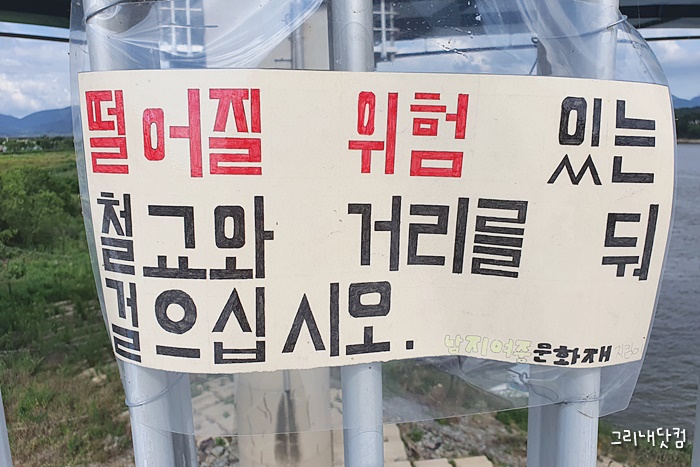 떨어질 위험 있는
철교와 거리를 둬
걸으십시오.
남지여중 문화재
그리내닷컴